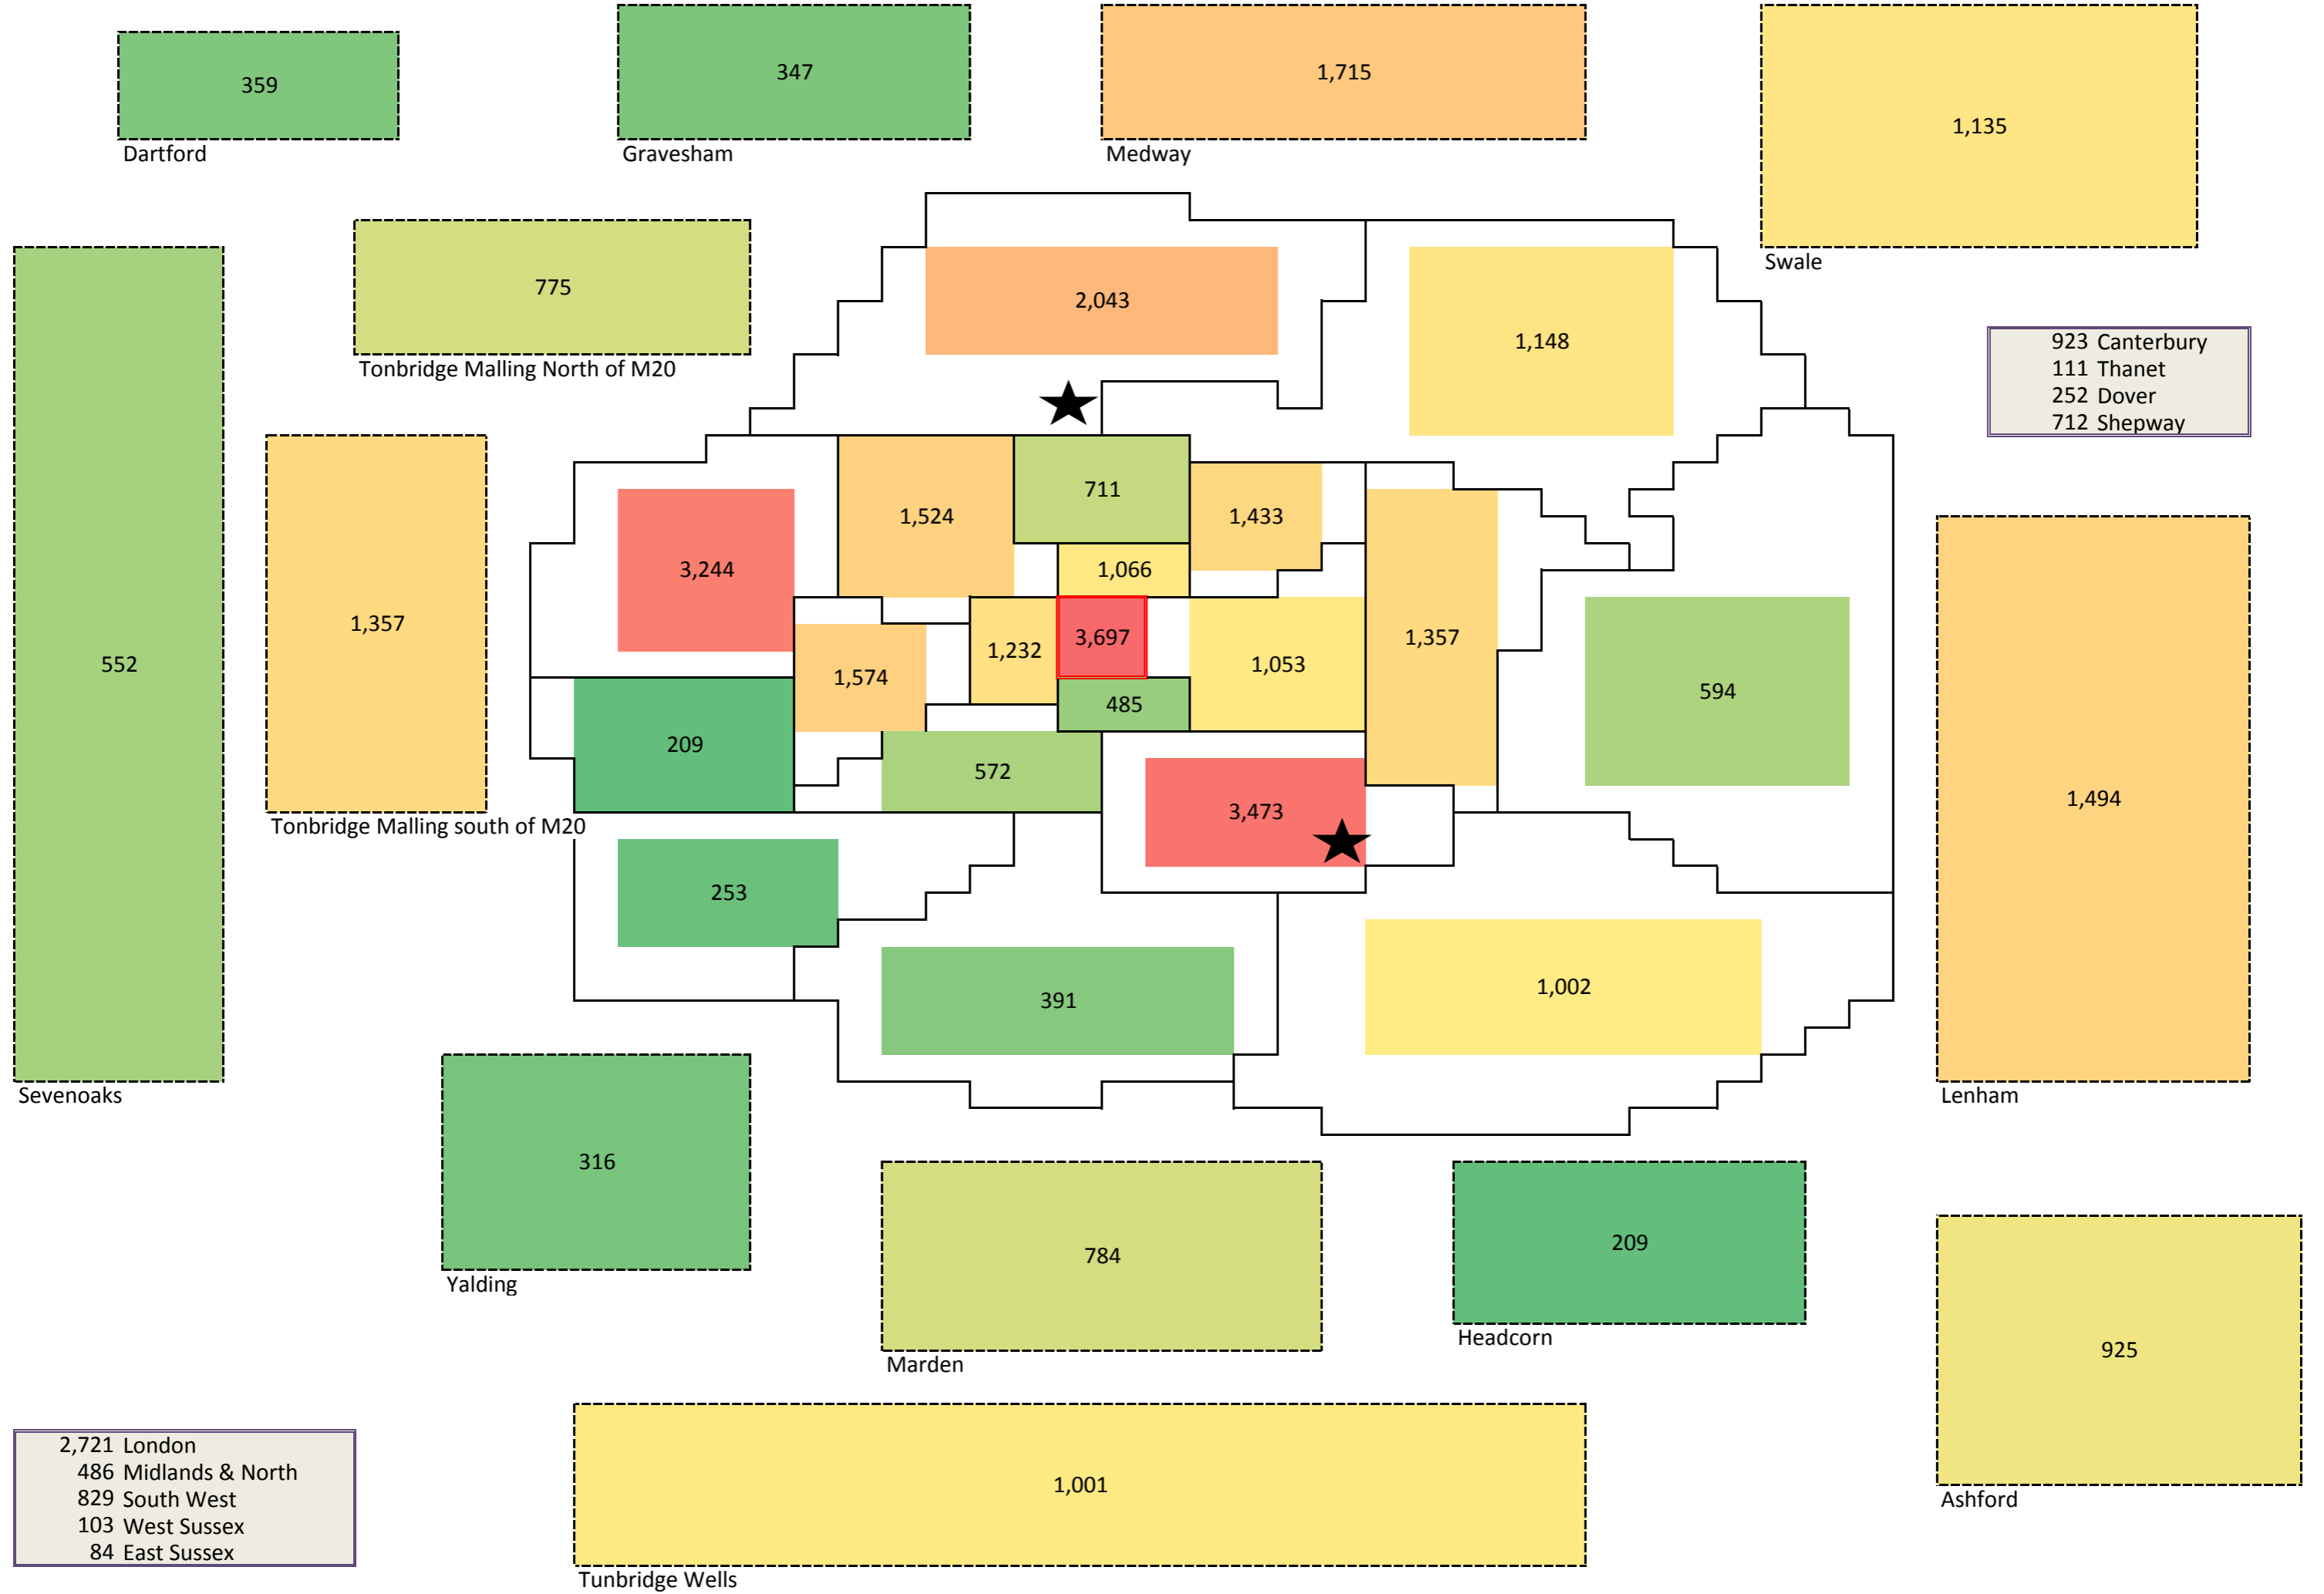 359
Dartford
347
Gravesham
1,715
Medway
1,135
Swale
775
Tonbridge Malling North of M20
2,043
1,148
923 Canterbury
111 Thanet
252 Dover
712 Shepway
552
Sevenoaks
1,357
Tonbridge Malling south of M20
3,244
1,524
711
1,433
1,066
1,357
1,574
1,232
3,697
1,053
594
485
209
572
3,473
1,494
Lenham
253
391
1,002
316
Yalding
784
Marden
209
Headcorn
925
Ashford
2,721 London
486 Midlands & North
829 South West
103 West Sussex
84 East Sussex
1,001
Tunbridge Wells